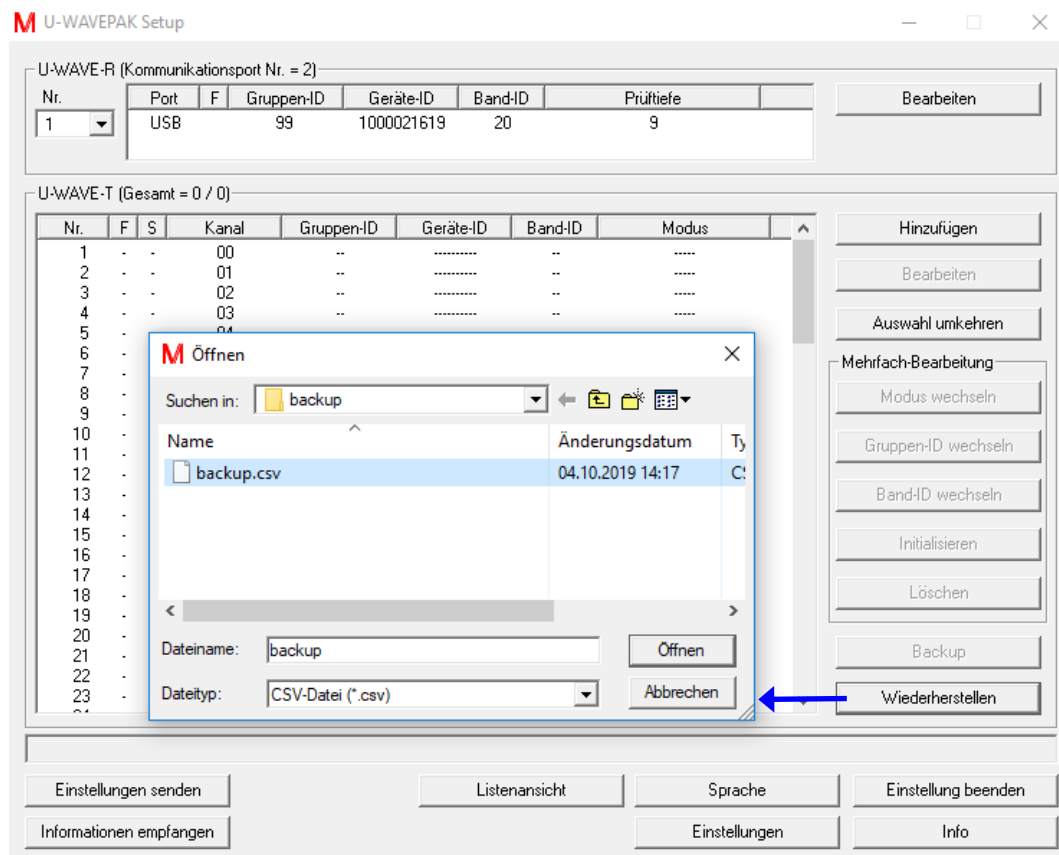 U-WAVEPAK Setup
U-WAVE-R (Kommunikationsport Nr. = 2)
Nr. Port F Gruppen-ID Geräte-ID Band-ID Prüftiefe Bearbeiten
1 USB 99 1000021619 20 9
U-WAVE-T (Gesamt = 0 / 0)
Nr. F S Kanal Gruppen-ID Geräte-ID Band-ID Modus Hinzufügen
1 - - 00 -- ---------- -- -----
2 - - 01 -- ---------- -- ----- Bearbeiten
3 - - 02 -- ---------- -- -----
4 - - 03 -- ---------- -- ----- Auswahl umkehren
5 -
6 - Öffnen Mehrfach-Bearbeitung
7 -
8 - Suchen in: backup Modus wechseln
9 -
10 - Name Änderungsdatum Gruppen-ID wechseln
11 -
12 - backup.csv 04.10.2019 14:17
13 - Band-ID wechseln
14 -
15 - Initialisieren
16 -
17 -
18 - Löschen
19 -
20 -
21 - Dateiname: backup Öffnen Backup
22 -
23 - Dateityp: CSV-Datei (*.csv) Abbrechen Wiederherstellen
Einstellungen senden Listenansicht Sprache Einstellung beenden
Informationen empfangen Einstellungen Info